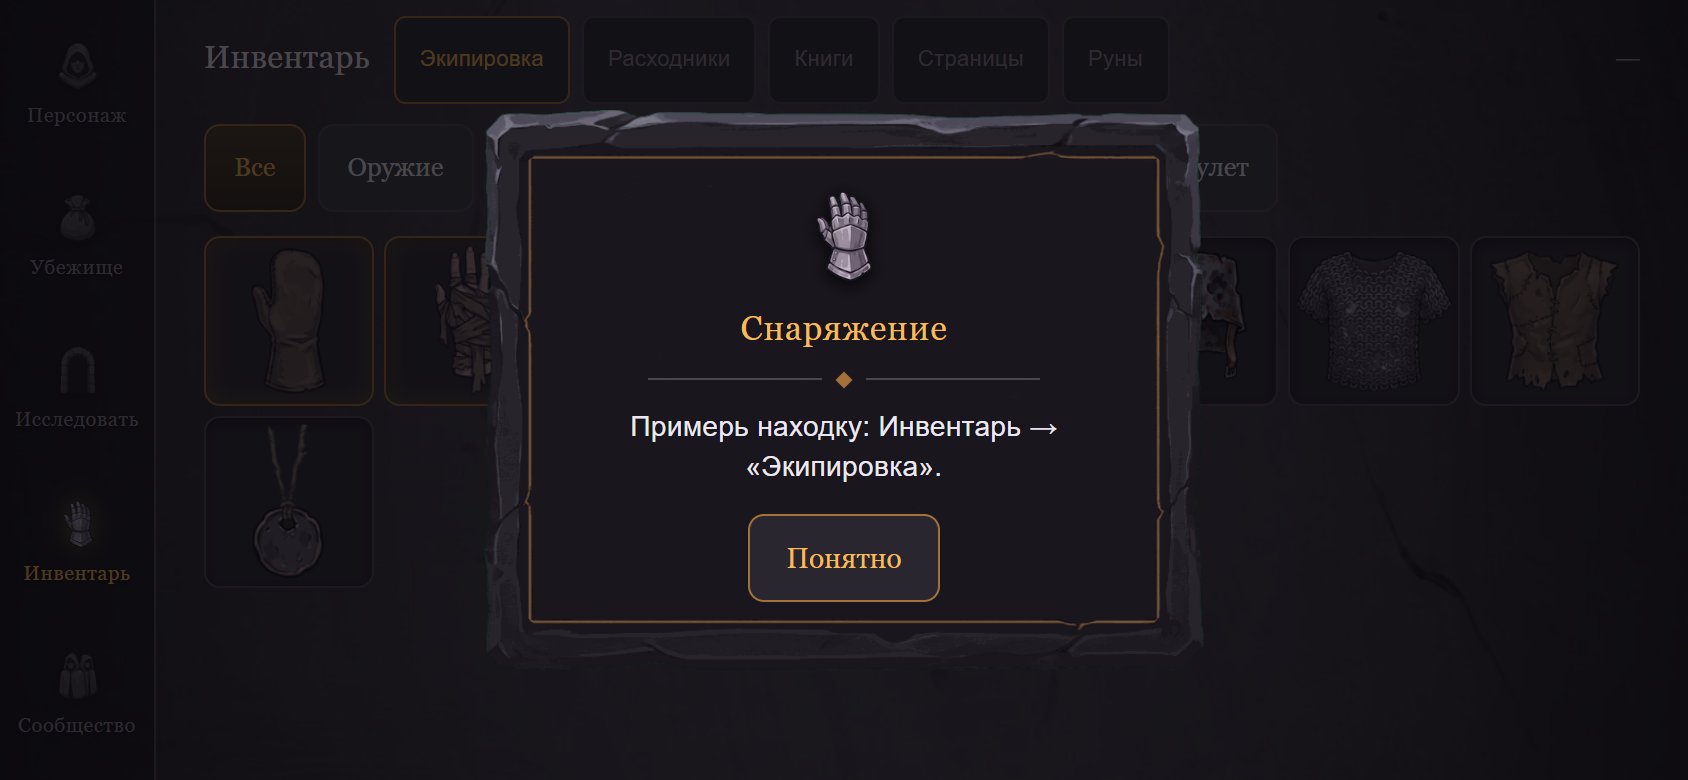 Персонаж
Убежище
Исследовать
Инвентарь
Сообщество
Инвентарь
Экипировка
Расходники
Книги
Страницы
Руны
Все
Оружие
улет
Снаряжение
Примерь находку: Инвентарь →
«Экипировка».
Понятно